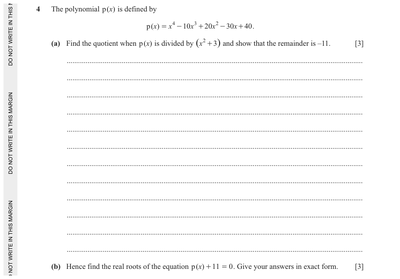 4 The polynomial p(x) is defined by
p(x) = x⁴ − 10x³ + 20x² − 30x + 40.
(a) Find the quotient when p(x) is divided by (x² + 3) and show that the remainder is −11. [3]
(b) Hence find the real roots of the equation p(x) + 11 = 0. Give your answers in exact form. [3]
DO NOT WRITE IN THIS
DO NOT WRITE IN THIS MARGIN
NOT WRITE IN THIS MARGIN